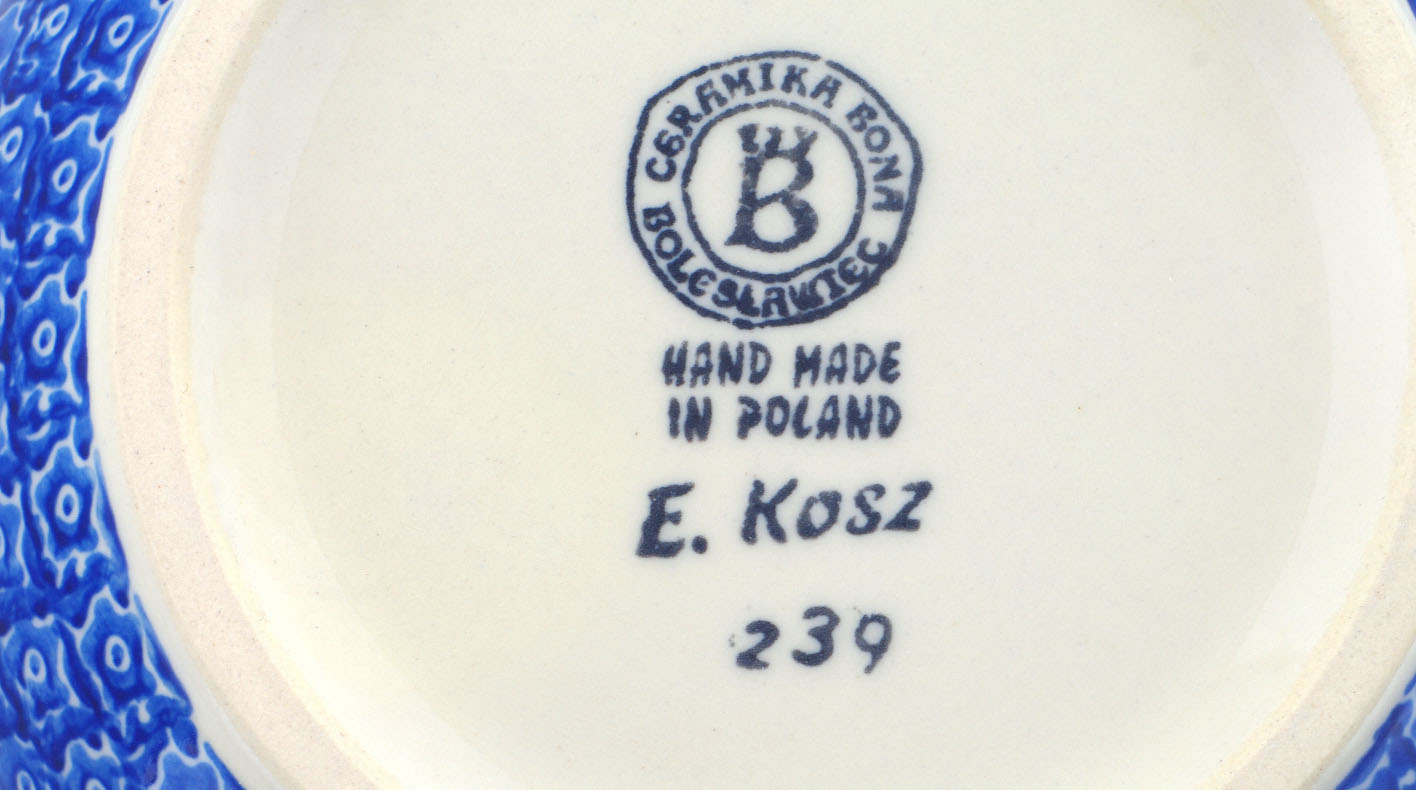 CERAMIKA BONA
B
BOLESŁAWIEC
HAND MADE
IN POLAND
E. KOSZ
239